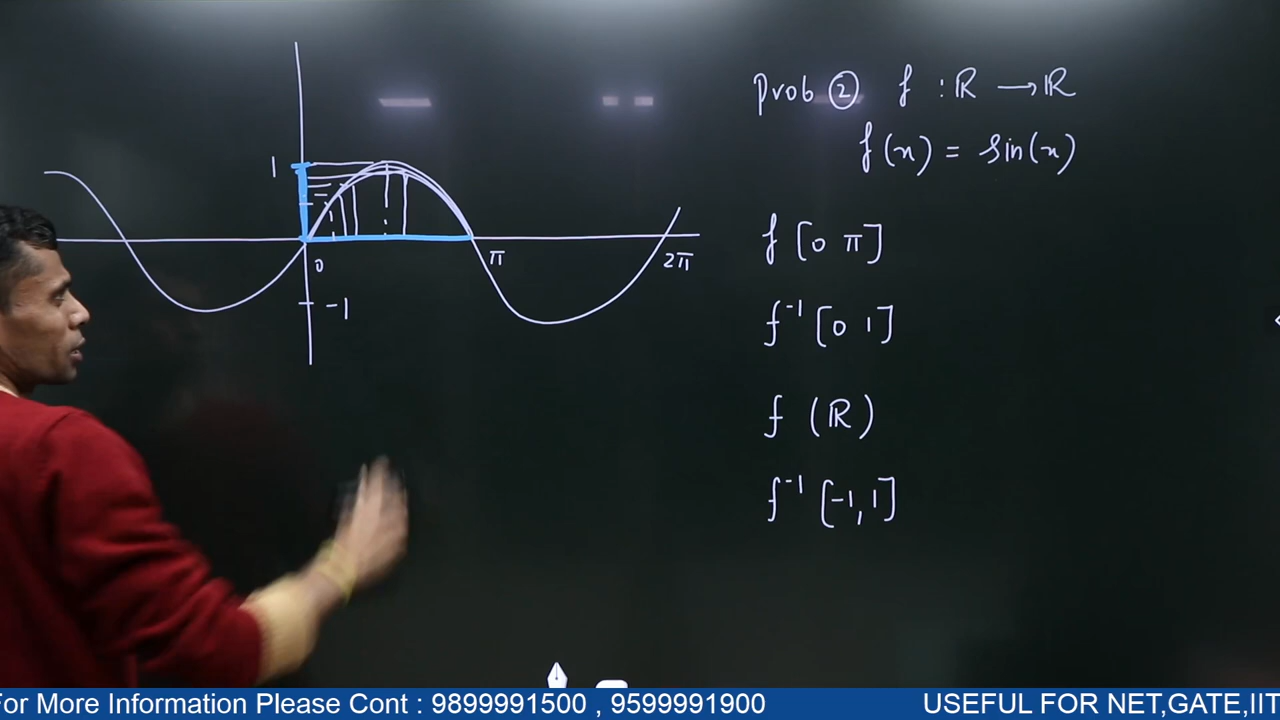 Prob ② f : ℝ → ℝ
f(x) = Sin(x)
1
0
π
2π
-1
f [0 π]
f⁻¹ [0 1]
f (ℝ)
f⁻¹ [-1, 1]
For More Information Please Cont : 9899991500 , 9599991900 USEFUL FOR NET,GATE,IIT